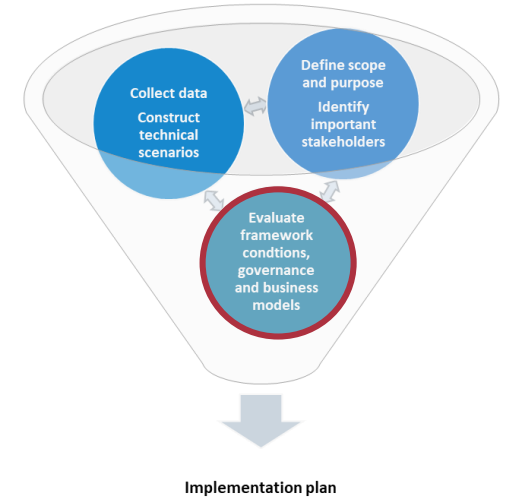 Collect data
Construct
technical
scenarios
Define scope
and purpose
Identify
important
stakeholders
Evaluate
framework
condtions,
governance
and business
models
Implementation plan